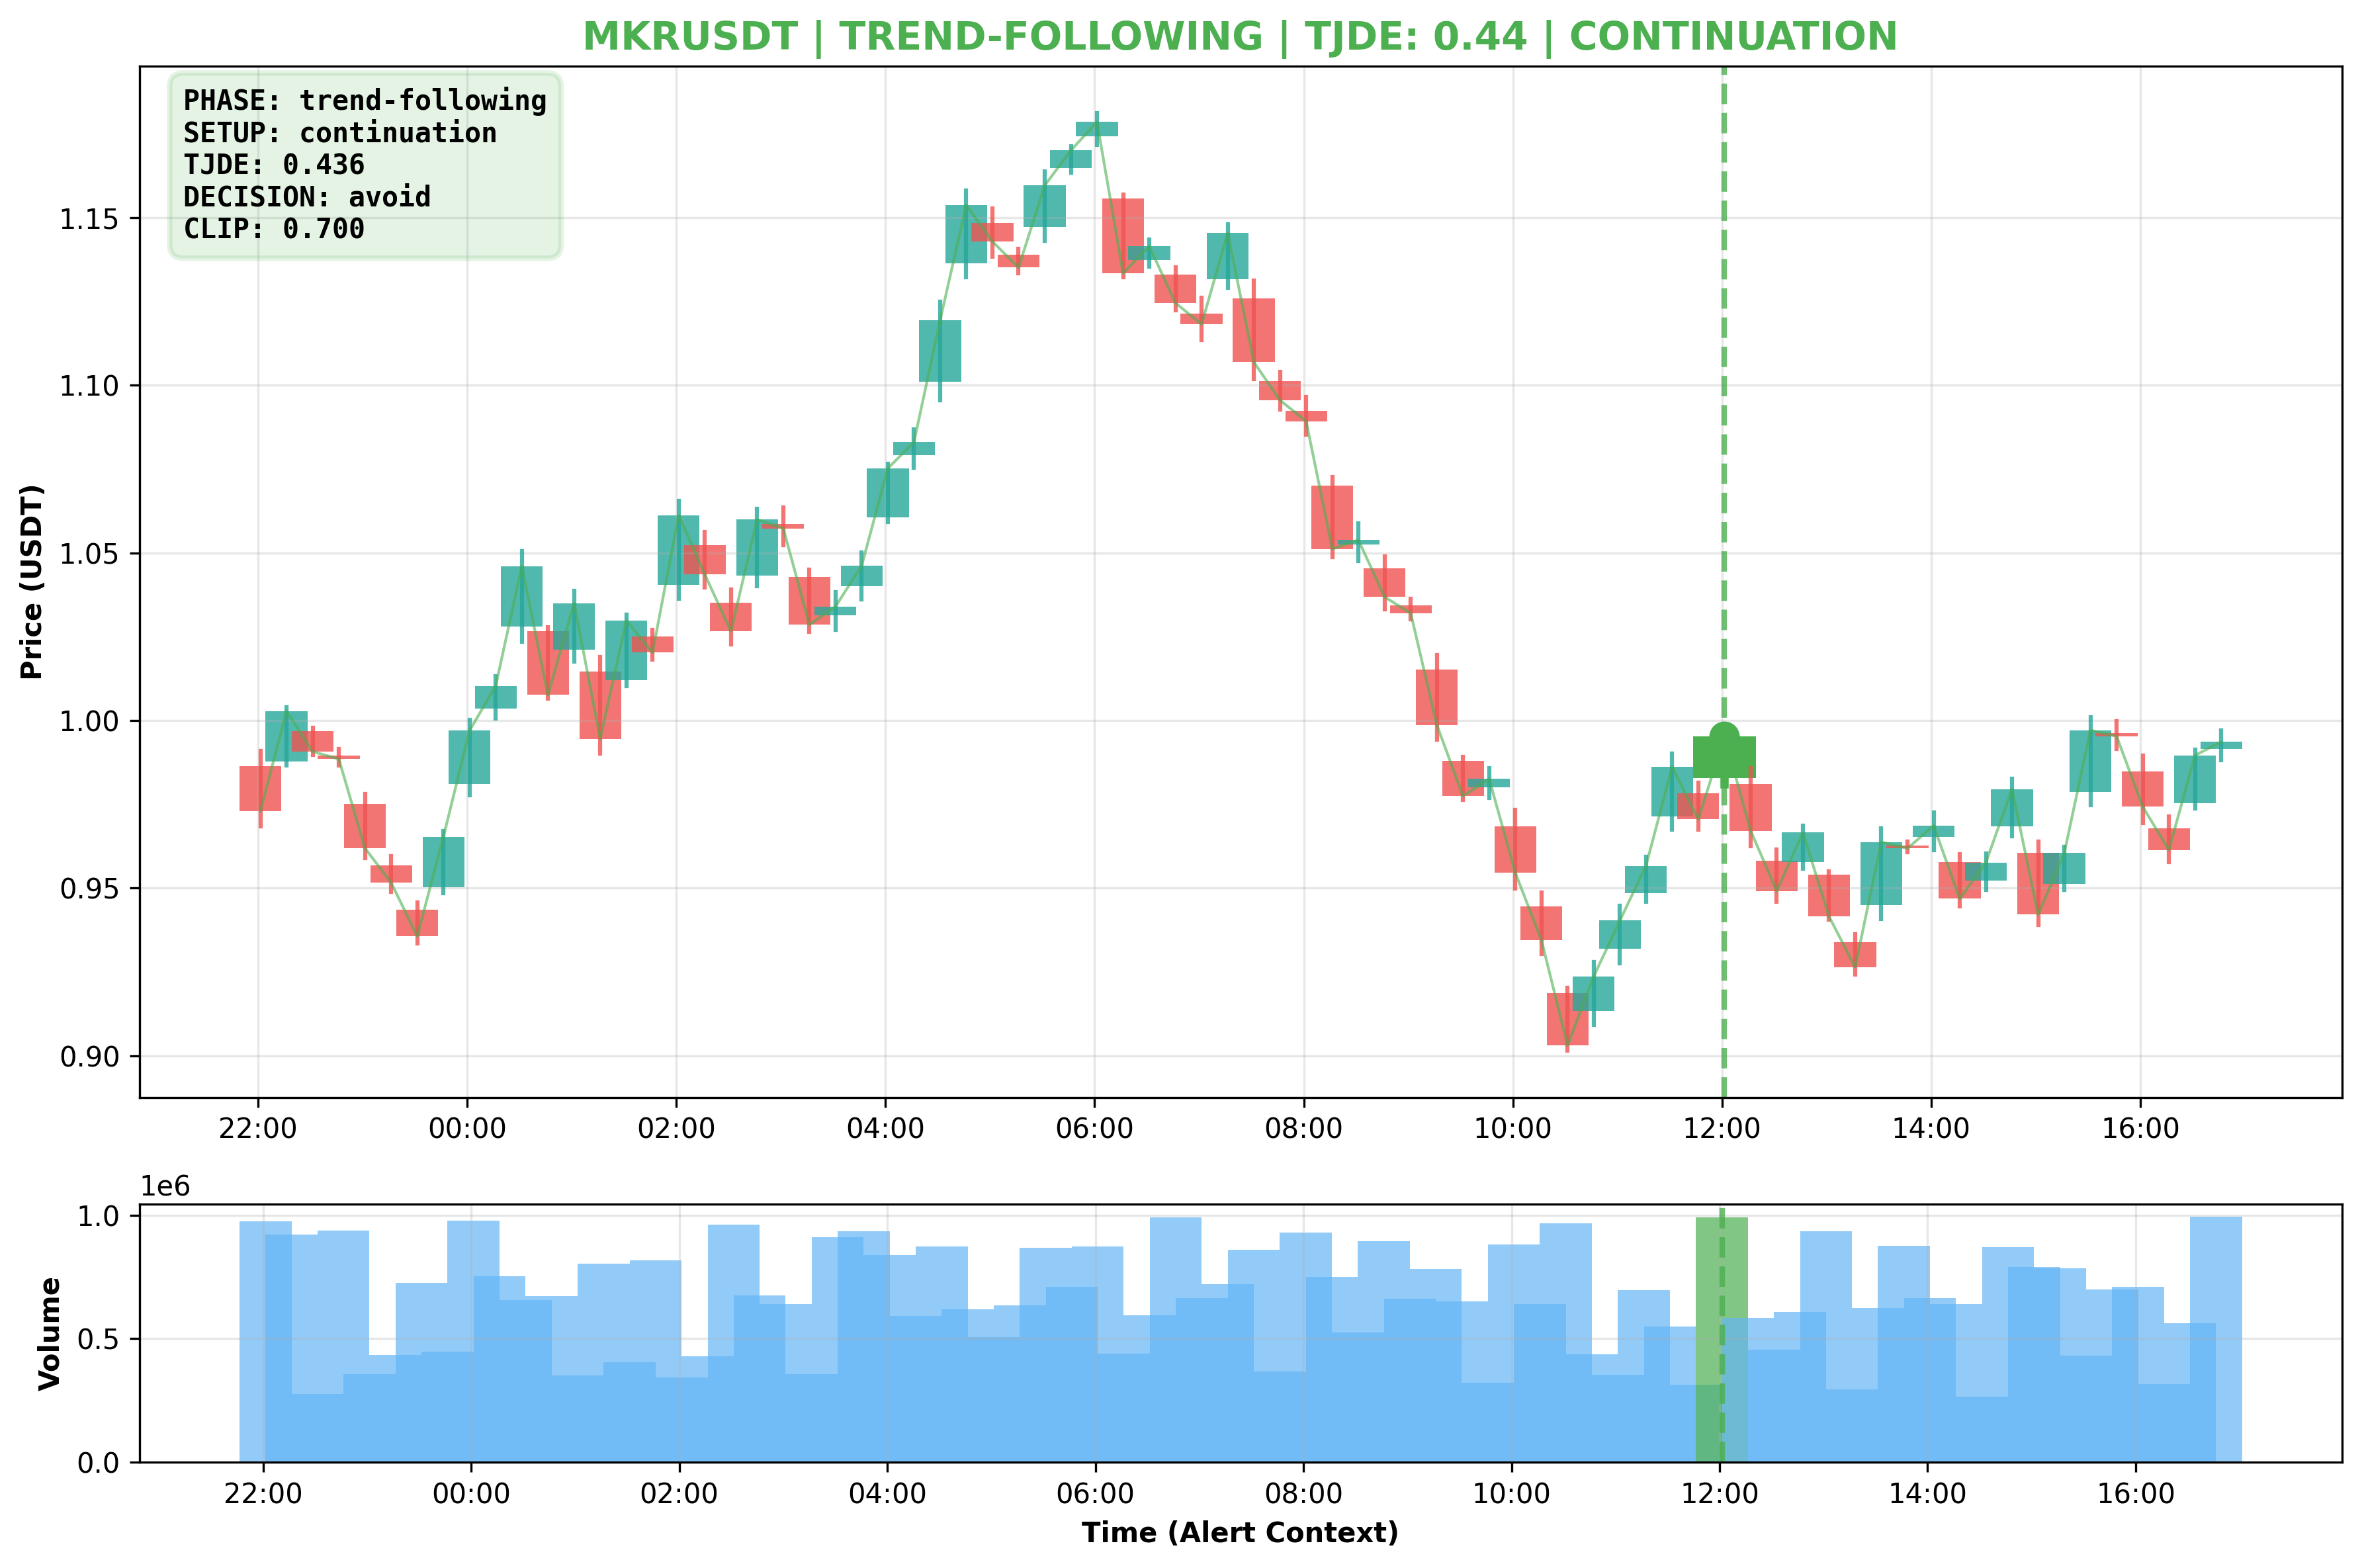 MKRUSDT | TREND-FOLLOWING | TJDE: 0.44 | CONTINUATION
PHASE: trend-following
SETUP: continuation
TJDE: 0.436
DECISION: avoid
CLIP: 0.700
Price (USDT)
1.15
1.10
1.05
1.00
0.95
0.90
22:00 00:00 02:00 04:00 06:00 08:00 10:00 12:00 14:00 16:00
1e6
Volume
1.0
0.5
0.0
22:00 00:00 02:00 04:00 06:00 08:00 10:00 12:00 14:00 16:00
Time (Alert Context)